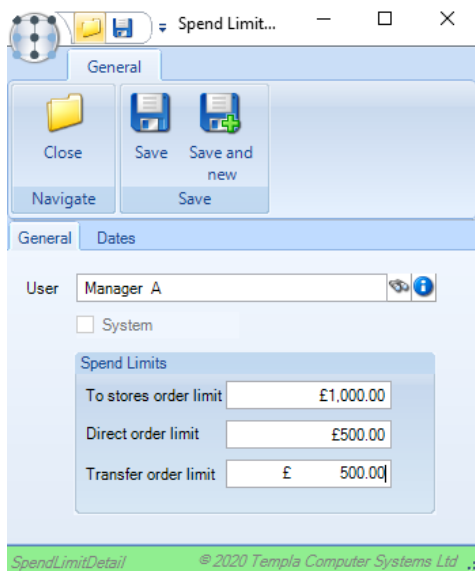 Spend Limit...
General
Close
Save
Save and new
Navigate
Save
General
Dates
User
Manager A
System
Spend Limits
To stores order limit
£1,000.00
Direct order limit
£500.00
Transfer order limit
£ 500.00
SpendLimitDetail
© 2020 Templa Computer Systems Ltd